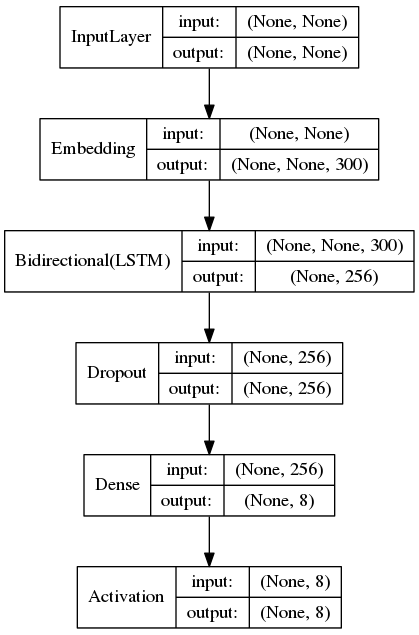 InputLayer
input: (None, None)
output: (None, None)
Embedding
input: (None, None)
output: (None, None, 300)
Bidirectional(LSTM)
input: (None, None, 300)
output: (None, 256)
Dropout
input: (None, 256)
output: (None, 256)
Dense
input: (None, 256)
output: (None, 8)
Activation
input: (None, 8)
output: (None, 8)